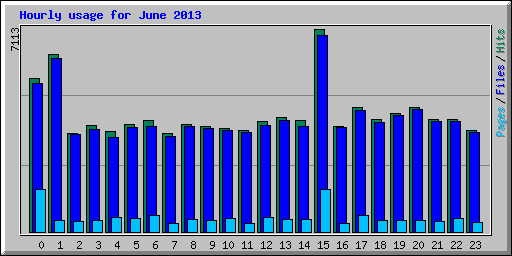 Hourly usage for June 2013
7113
Pages / Files / Hits
0 1 2 3 4 5 6 7 8 9 10 11 12 13 14 15 16 17 18 19 20 21 22 23